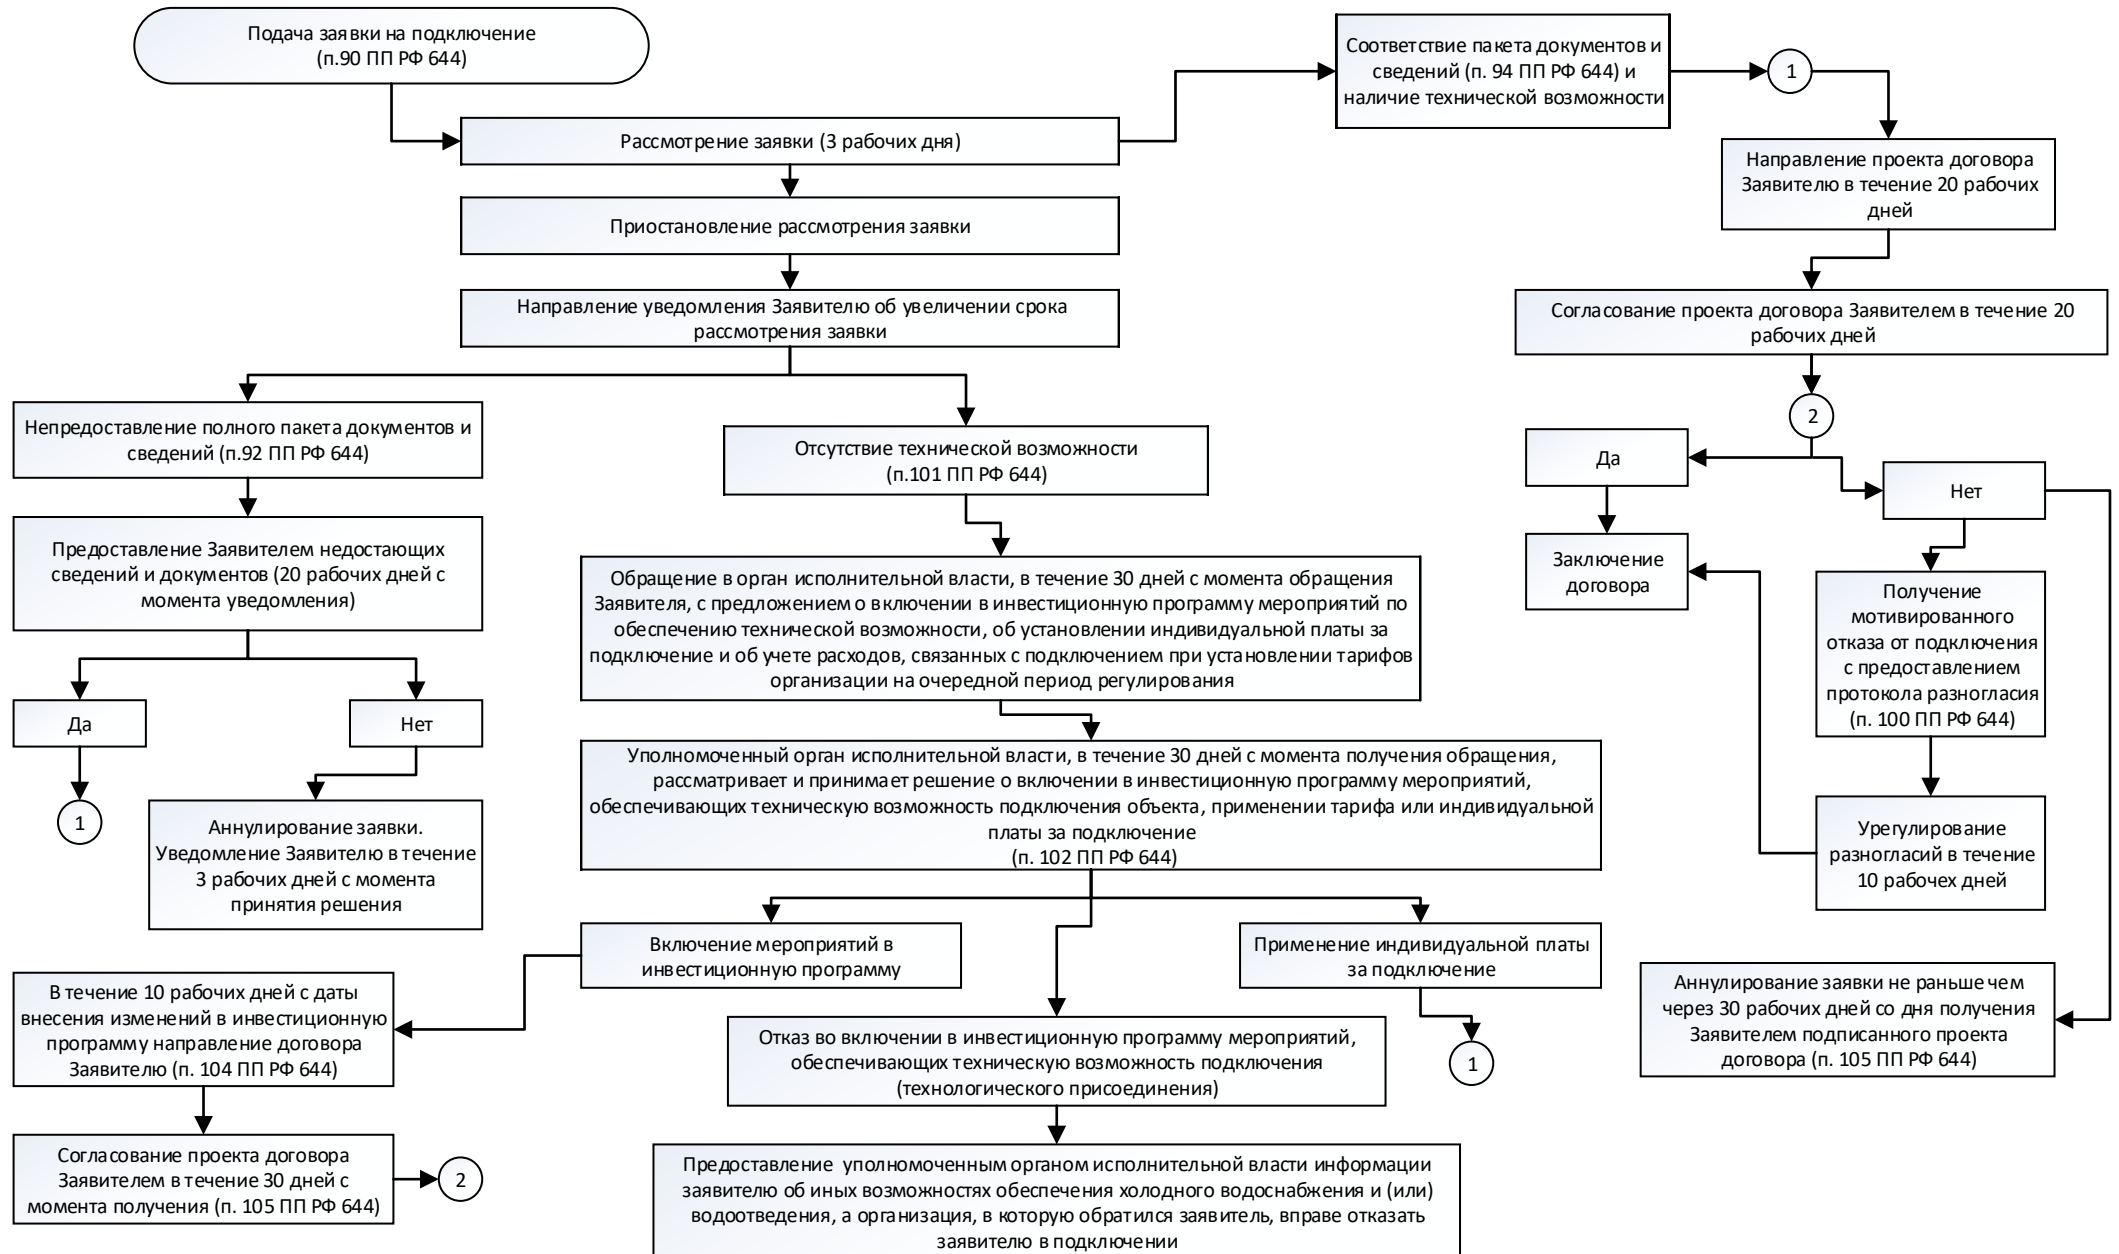 Подача заявки на подключение
(п.90 ПП РФ 644)
Рассмотрение заявки (3 рабочих дня)
Приостановление рассмотрения заявки
Направление уведомления Заявителю об увеличении срока
рассмотрения заявки
Соответствие пакета документов и
сведений (п. 94 ПП РФ 644) и
наличие технической возможности
1
Направление проекта договора
Заявителю в течение 20 рабочих
дней
Согласование проекта договора Заявителем в течение 20
рабочих дней
2
Да
Нет
Заключение
договора
Получение
мотивированного
отказа от подключения
с предоставлением
протокола разногласия
(п. 100 ПП РФ 644)
Урегулирование
разногласий в течение
10 рабочех дней
Аннулирование заявки не раньше чем
через 30 рабочих дней со дня получения
Заявителем подписанного проекта
договора (п. 105 ПП РФ 644)
Непредоставление полного пакета документов и
сведений (п.92 ПП РФ 644)
Предоставление Заявителем недостающих
сведений и документов (20 рабочих дней с
момента уведомления)
Да
Нет
1
Аннулирование заявки.
Уведомление Заявителю в течение
3 рабочих дней с момента
принятия решения
Отсутствие технической возможности
(п.101 ПП РФ 644)
Обращение в орган исполнительной власти, в течение 30 дней с момента обращения
Заявителя, с предложением о включении в инвестиционную программу мероприятий по
обеспечению технической возможности, об установлении индивидуальной платы за
подключение и об учете расходов, связанных с подключением при установлении тарифов
организации на очередной период регулирования
Уполномоченный орган исполнительной власти, в течение 30 дней с момента получения обращения,
рассматривает и принимает решение о включении в инвестиционную программу мероприятий,
обеспечивающих техническую возможность подключения объекта, применении тарифа или индивидуальной
платы за подключение
(п. 102 ПП РФ 644)
Включение мероприятий в
инвестиционную программу
Применение индивидуальной платы
за подключение
1
В течение 10 рабочих дней с даты
внесения изменений в инвестиционную
программу направление договора
Заявителю (п. 104 ПП РФ 644)
Согласование проекта договора
Заявителем в течение 30 дней с
момента получения (п. 105 ПП РФ 644)
2
Отказ во включении в инвестиционную программу мероприятий,
обеспечивающих техническую возможность подключения
(технологического присоединения)
Предоставление уполномоченным органом исполнительной власти информации
заявителю об иных возможностях обеспечения холодного водоснабжения и (или)
водоотведения, а организация, в которую обратился заявитель, вправе отказать
заявителю в подключении